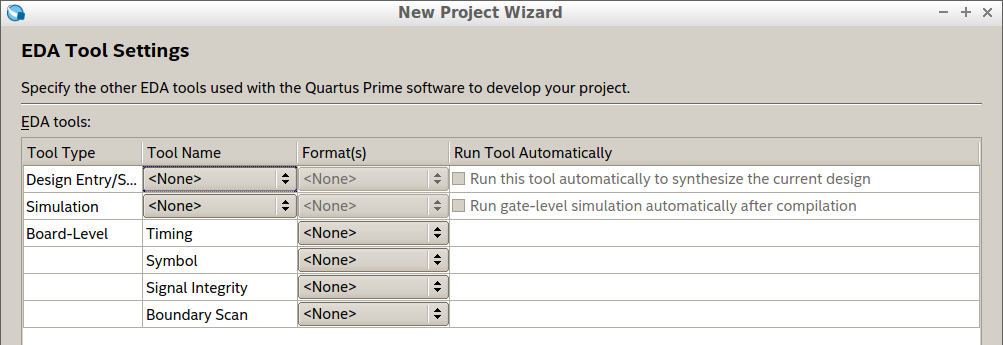 New Project Wizard
EDA Tool Settings
Specify the other EDA tools used with the Quartus Prime software to develop your project.
EDA tools:
Tool Type Tool Name Format(s) Run Tool Automatically
Design Entry/S... <None> <None> Run this tool automatically to synthesize the current design
Simulation <None> <None> Run gate-level simulation automatically after compilation
Board-Level Timing <None>
Symbol <None>
Signal Integrity <None>
Boundary Scan <None>